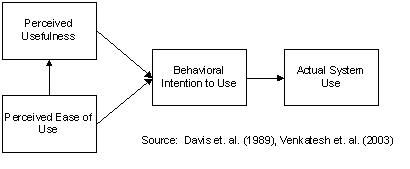 Perceived
Usefulness
Behavioral
Intention to Use
Actual System
Use
Perceived Ease of
Use
Source: Davis et. al. (1989), Venkatesh et. al. (2003)